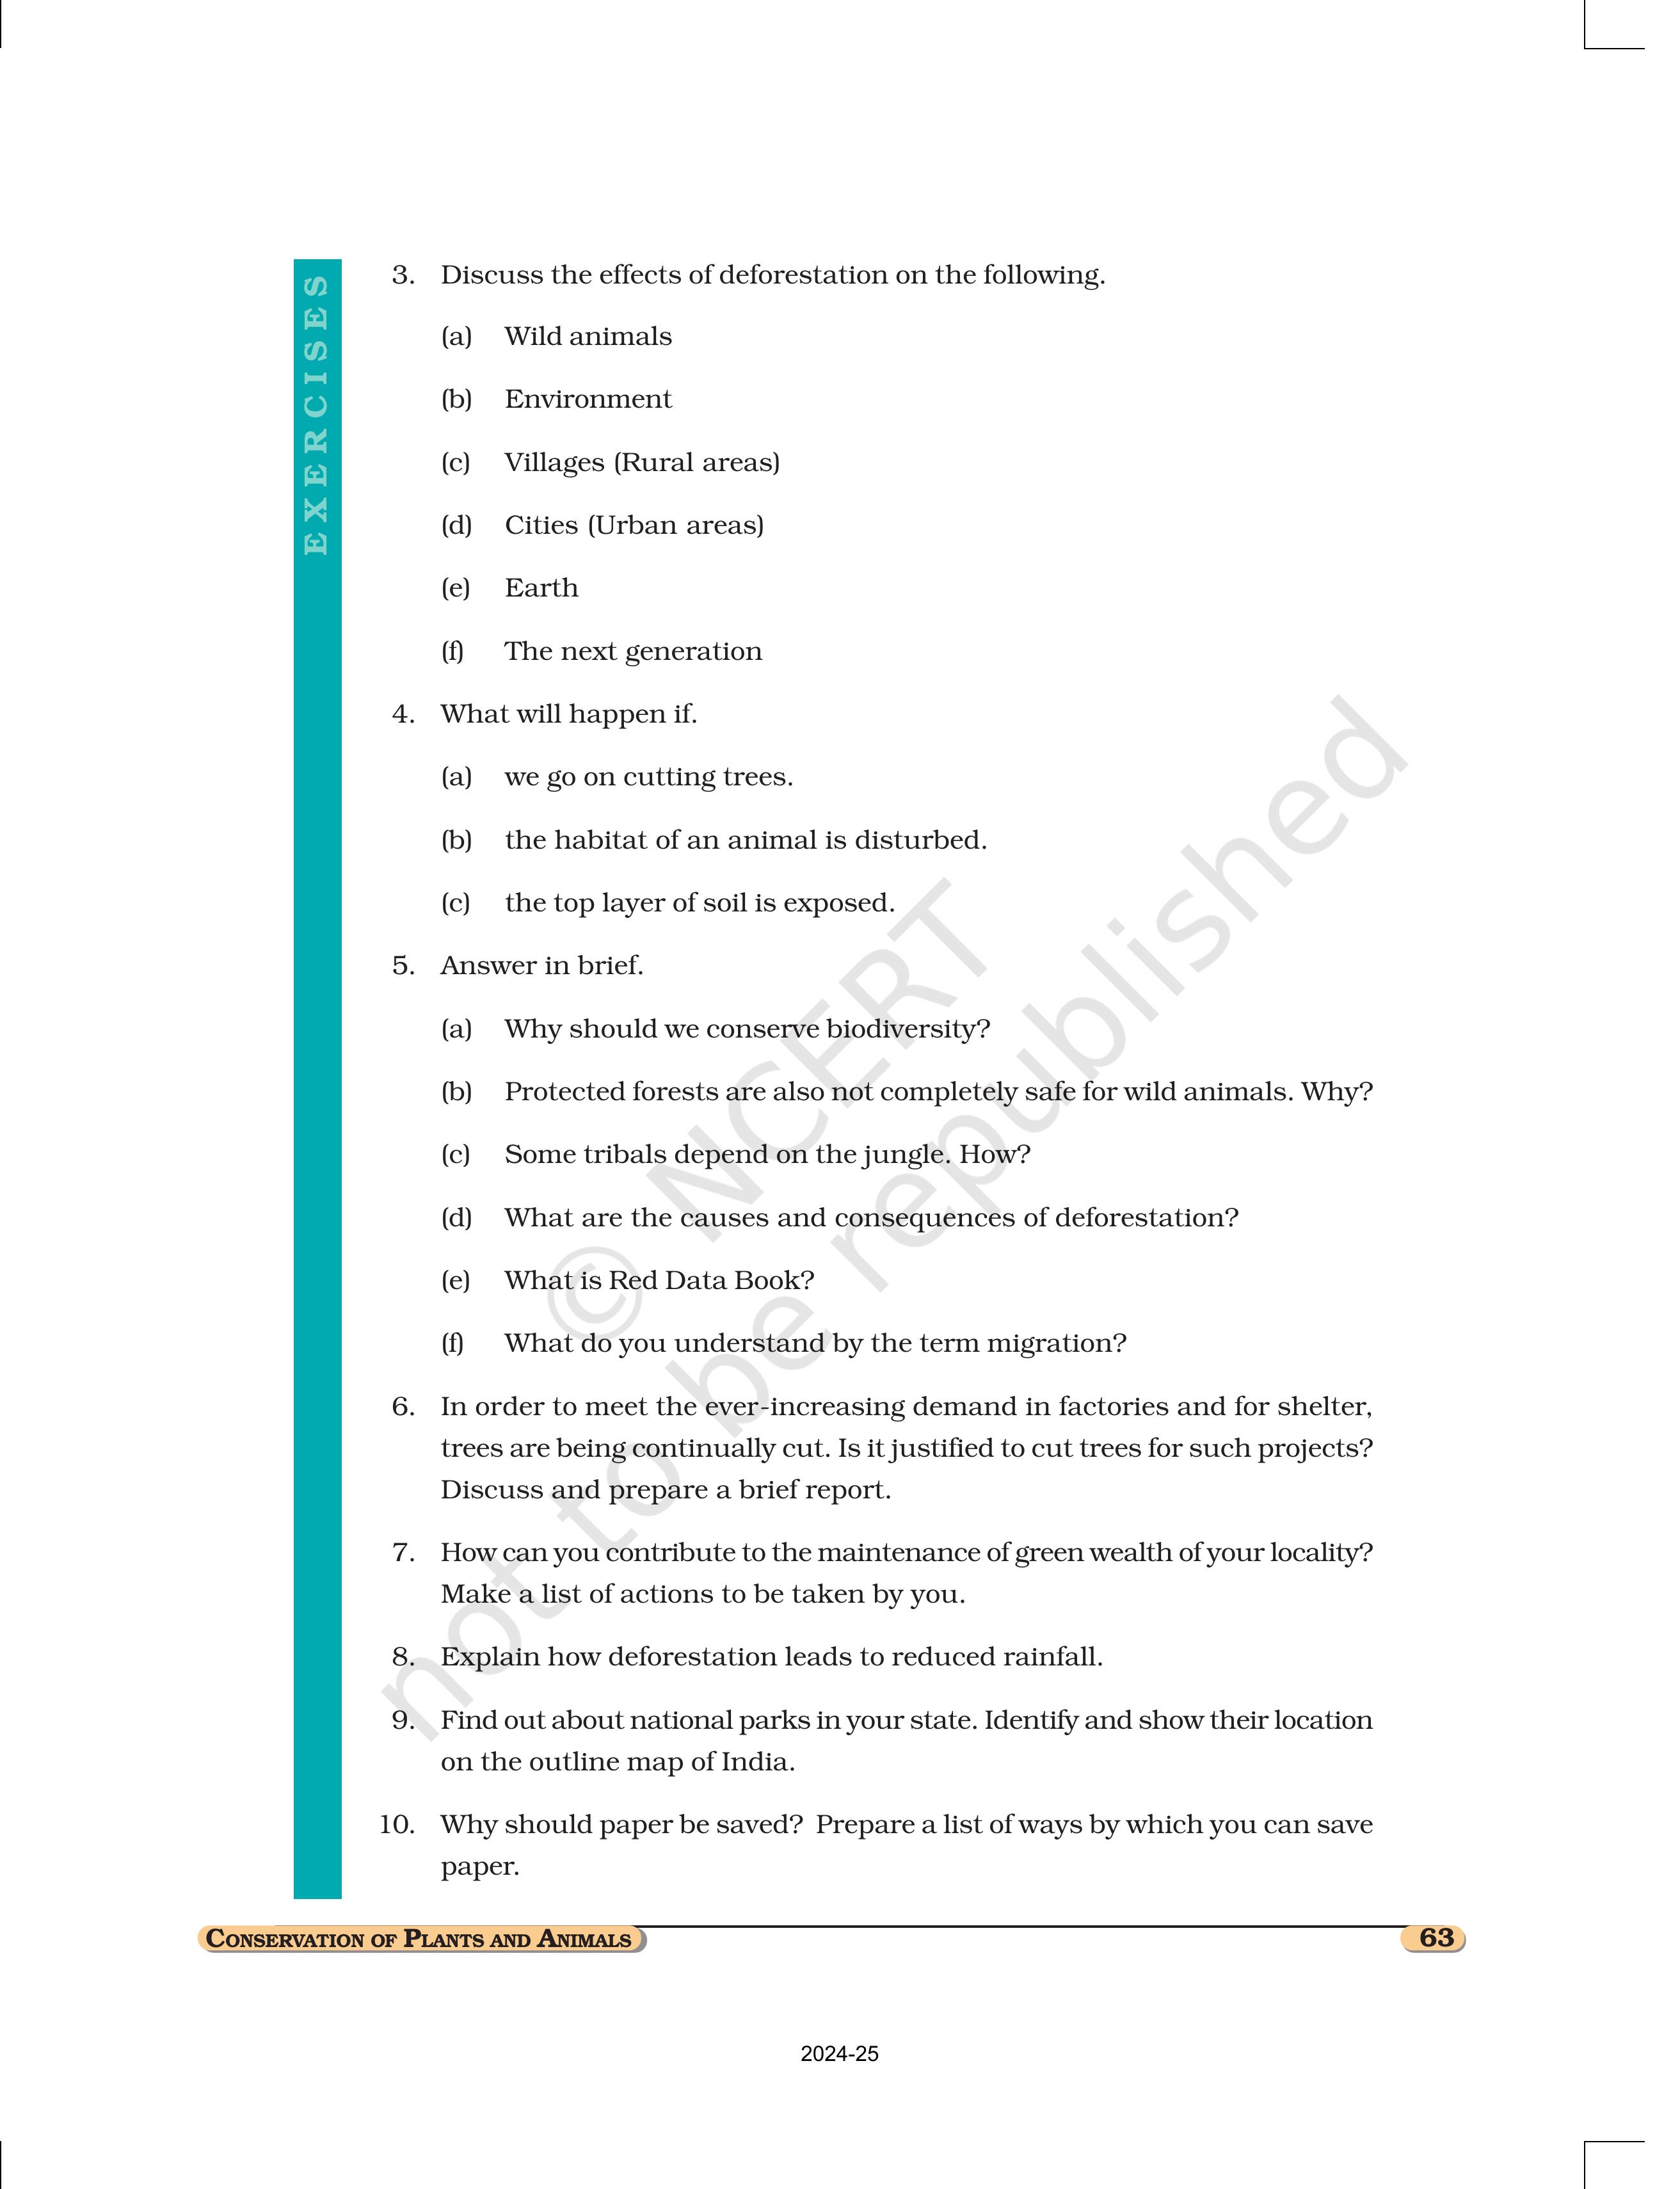 EXERCISES
3. Discuss the effects of deforestation on the following.
(a) Wild animals
(b) Environment
(c) Villages (Rural areas)
(d) Cities (Urban areas)
(e) Earth
(f) The next generation
4. What will happen if.
(a) we go on cutting trees.
(b) the habitat of an animal is disturbed.
(c) the top layer of soil is exposed.
5. Answer in brief.
(a) Why should we conserve biodiversity?
(b) Protected forests are also not completely safe for wild animals. Why?
(c) Some tribals depend on the jungle. How?
(d) What are the causes and consequences of deforestation?
(e) What is Red Data Book?
(f) What do you understand by the term migration?
6. In order to meet the ever-increasing demand in factories and for shelter,
trees are being continually cut. Is it justified to cut trees for such projects?
Discuss and prepare a brief report.
7. How can you contribute to the maintenance of green wealth of your locality?
Make a list of actions to be taken by you.
8. Explain how deforestation leads to reduced rainfall.
9. Find out about national parks in your state. Identify and show their location
on the outline map of India.
10. Why should paper be saved? Prepare a list of ways by which you can save
paper.
© NCERT
not to be republished
CONSERVATION OF PLANTS AND ANIMALS 63
2024-25